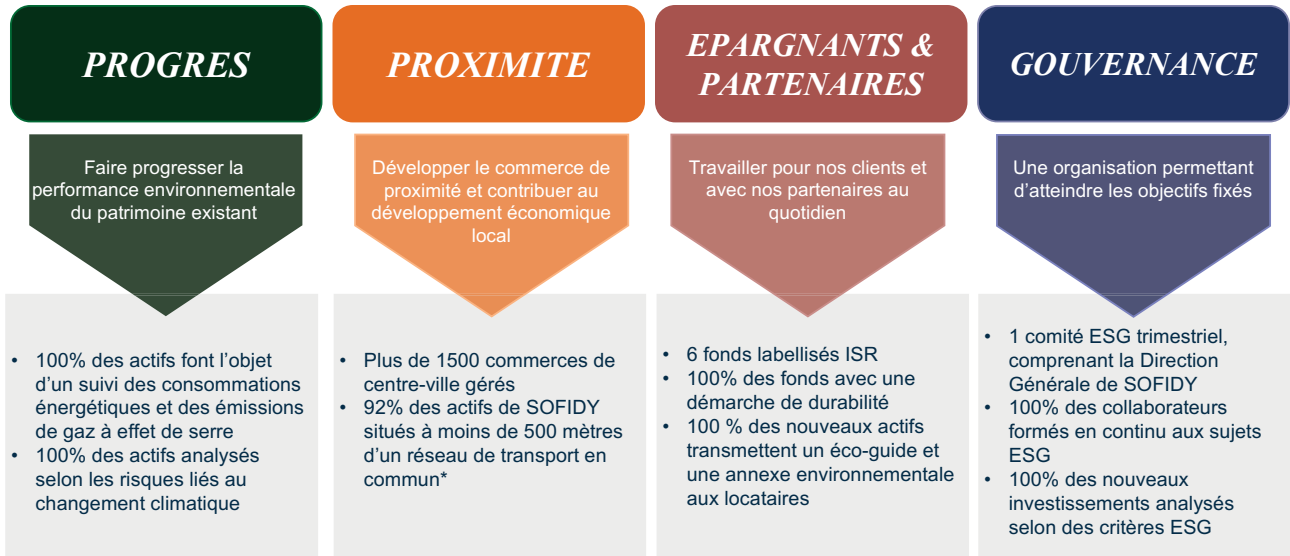 PROGRES
Faire progresser la
performance environnementale
du patrimoine existant
• 100% des actifs font l'objet
d'un suivi des consommations
énergétiques et des émissions
de gaz à effet de serre
• 100% des actifs analysés
selon les risques liés au
changement climatique
PROXIMITE
Développer le commerce de
proximité et contribuer au
développement économique
local
• Plus de 1500 commerces de
centre-ville gérés
• 92% des actifs de SOFIDY
situés à moins de 500 mètres
d'un réseau de transport en
commun*
EPARGNANTS &
PARTENAIRES
Travailler pour nos clients et
avec nos partenaires au
quotidien
• 6 fonds labellisés ISR
• 100% des fonds avec une
démarche de durabilité
• 100 % des nouveaux actifs
transmettent un éco-guide et
une annexe environnementale
aux locataires
GOUVERNANCE
Une organisation permettant
d'atteindre les objectifs fixés
• 1 comité ESG trimestriel,
comprenant la Direction
Générale de SOFIDY
• 100% des collaborateurs
formés en continu aux sujets
ESG
• 100% des nouveaux
investissements analysés
selon des critères ESG